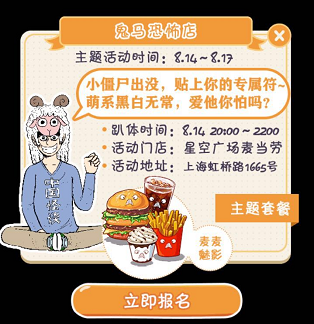 鬼马恐怖店
主题活动时间：8.14~8.17
小僵尸出没，贴上你的专属符~
萌系黑白无常，爱他你怕吗？
• 趴体时间：8.14 20:00~2200
• 活动门店：星空广场麦当劳
• 活动地址：上海虹桥路1665号
主题套餐
麦麦
魅影
立即报名